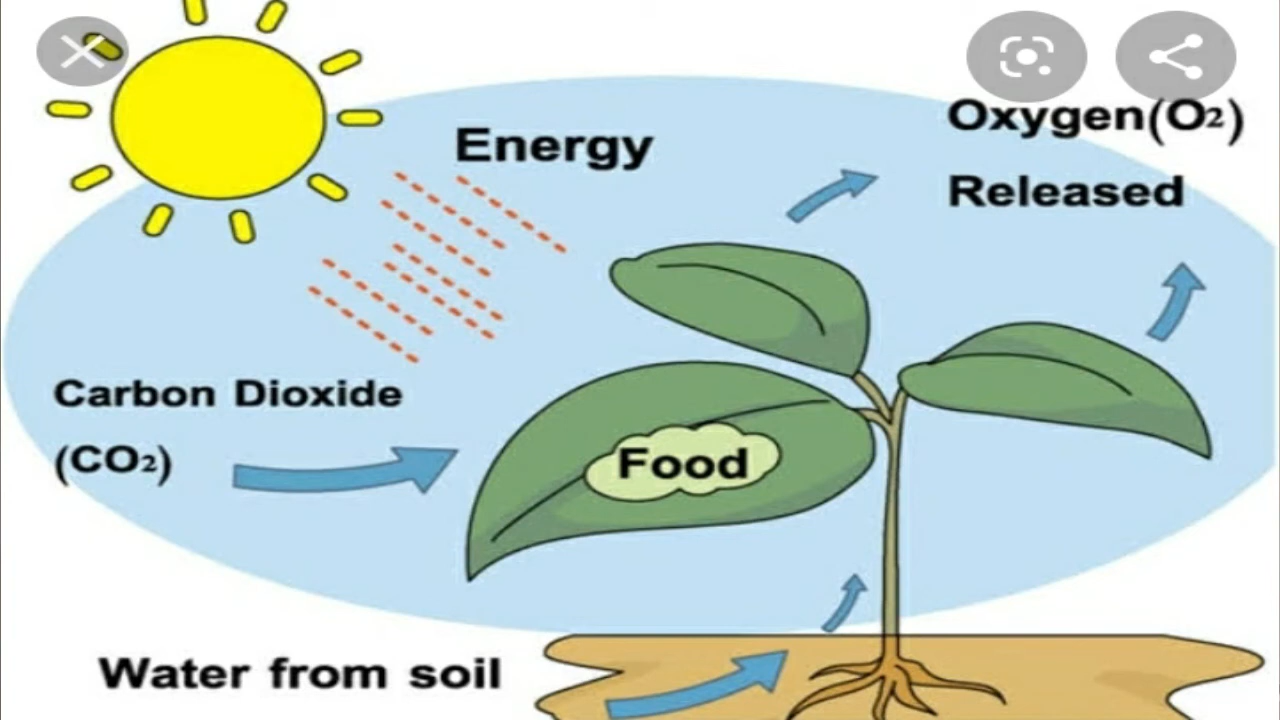 Energy
Oxygen(O2)
Released
Carbon Dioxide
(CO2)
Food
Water from soil